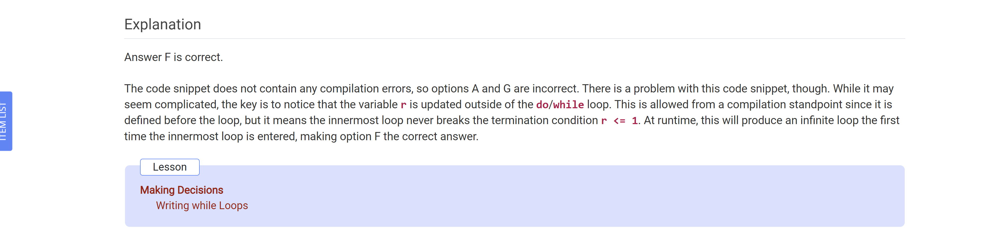 Explanation
Answer F is correct.
The code snippet does not contain any compilation errors, so options A and G are incorrect. There is a problem with this code snippet, though. While it may
seem complicated, the key is to notice that the variable r is updated outside of the do/while loop. This is allowed from a compilation standpoint since it is
defined before the loop, but it means the innermost loop never breaks the termination condition r <= 1. At runtime, this will produce an infinite loop the first
time the innermost loop is entered, making option F the correct answer.
ITEM LIST
Lesson
Making Decisions
Writing while Loops